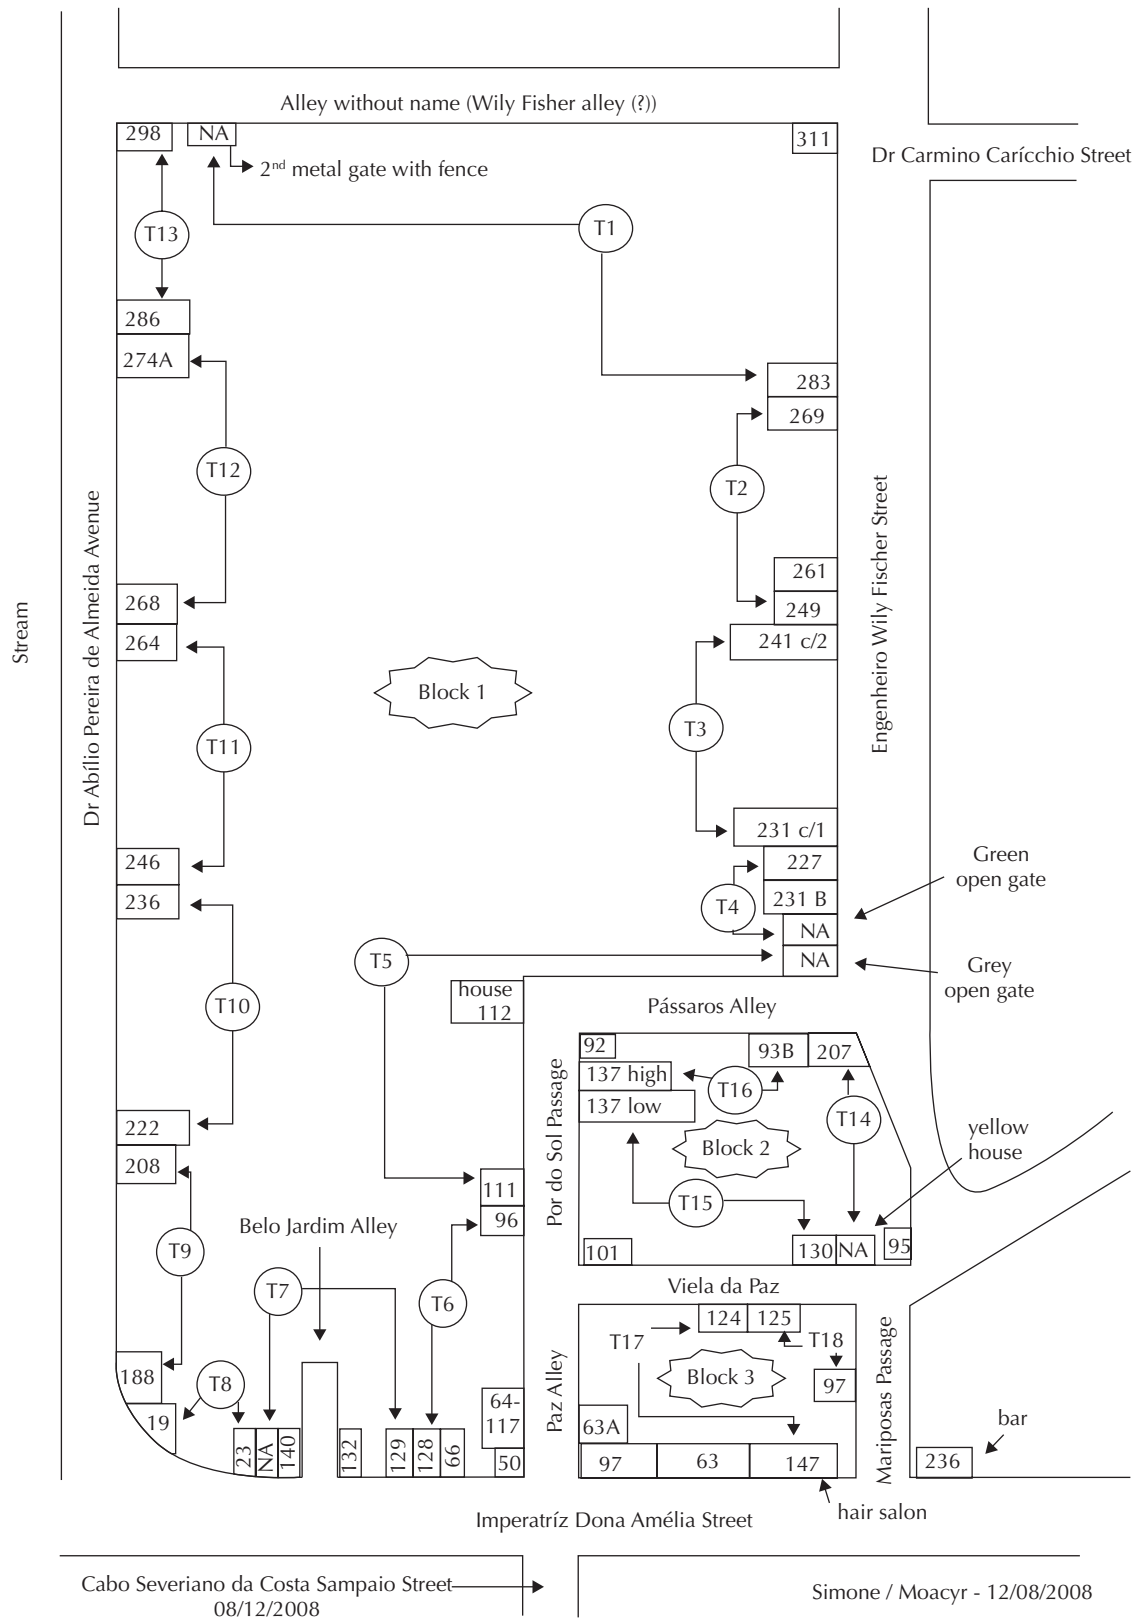 Alley without name (Wily Fisher alley (?))
298
NA
311
Dr Carmino Carícchio Street
2nd metal gate with fence
T13
T1
286
274A
283
269
T12
T2
Dr Abílio Pereira de Almeida Avenue
Stream
Engenheiro Wily Fischer Street
261
268
249
264
241 c/2
Block 1
T11
T3
231 c/1
246
227
Green
open gate
236
231 B
T4
NA
T5
NA
Grey
open gate
house
112
T10
Pássaros Alley
92
93B
207
137 high
T16
137 low
Por do Sol Passage
222
T14
Block 2
yellow
house
208
111
T15
96
Belo Jardim Alley
T9
101
130
NA
95
T7
T6
Viela da Paz
124
125
T17
T18
188
T8
Paz Alley
Block 3
97
Mariposas Passage
19
64-
117
63A
bar
23
NA
140
132
129
128
66
50
97
63
147
236
hair salon
Imperatríz Dona Amélia Street
Cabo Severiano da Costa Sampaio Street
08/12/2008
Simone / Moacyr - 12/08/2008